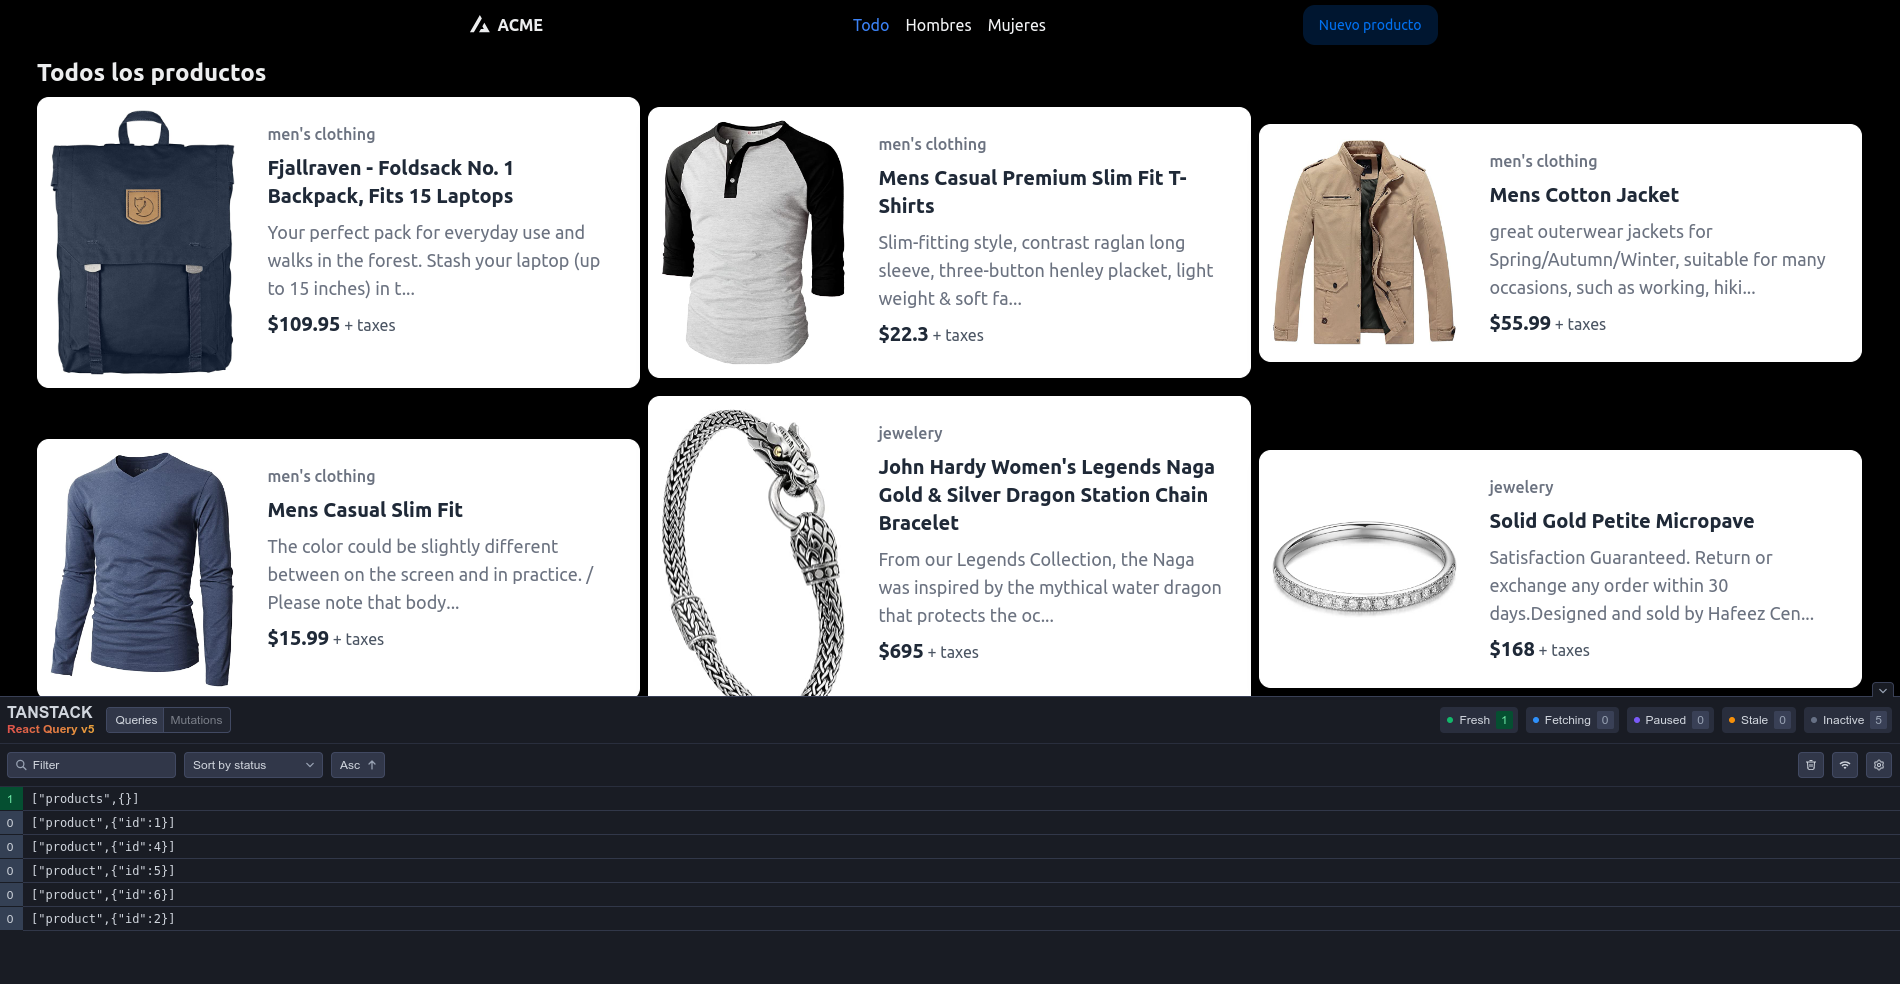 ACME
Todo Hombres Mujeres
Nuevo producto
Todos los productos
men's clothing
Fjallraven - Foldsack No. 1
Backpack, Fits 15 Laptops
Your perfect pack for everyday use and
walks in the forest. Stash your laptop (up
to 15 inches) in t...
$109.95 + taxes
men's clothing
Mens Casual Premium Slim Fit T-
Shirts
Slim-fitting style, contrast raglan long
sleeve, three-button henley placket, light
weight & soft fa...
$22.3 + taxes
men's clothing
Mens Cotton Jacket
great outerwear jackets for
Spring/Autumn/Winter, suitable for many
occasions, such as working, hiki...
$55.99 + taxes
men's clothing
Mens Casual Slim Fit
The color could be slightly different
between on the screen and in practice. /
Please note that body...
$15.99 + taxes
jewelery
John Hardy Women's Legends Naga
Gold & Silver Dragon Station Chain
Bracelet
From our Legends Collection, the Naga
was inspired by the mythical water dragon
that protects the oc...
$695 + taxes
jewelery
Solid Gold Petite Micropave
Satisfaction Guaranteed. Return or
exchange any order within 30
days.Designed and sold by Hafeez Cen...
$168 + taxes
TANSTACK
React Query v5
Queries Mutations
Fresh 1 Fetching 0 Paused 0 Stale 0 Inactive 5
Filter Sort by status Asc
1 ["products",{}]
0 ["product",{"id":1}]
0 ["product",{"id":4}]
0 ["product",{"id":5}]
0 ["product",{"id":6}]
0 ["product",{"id":2}]